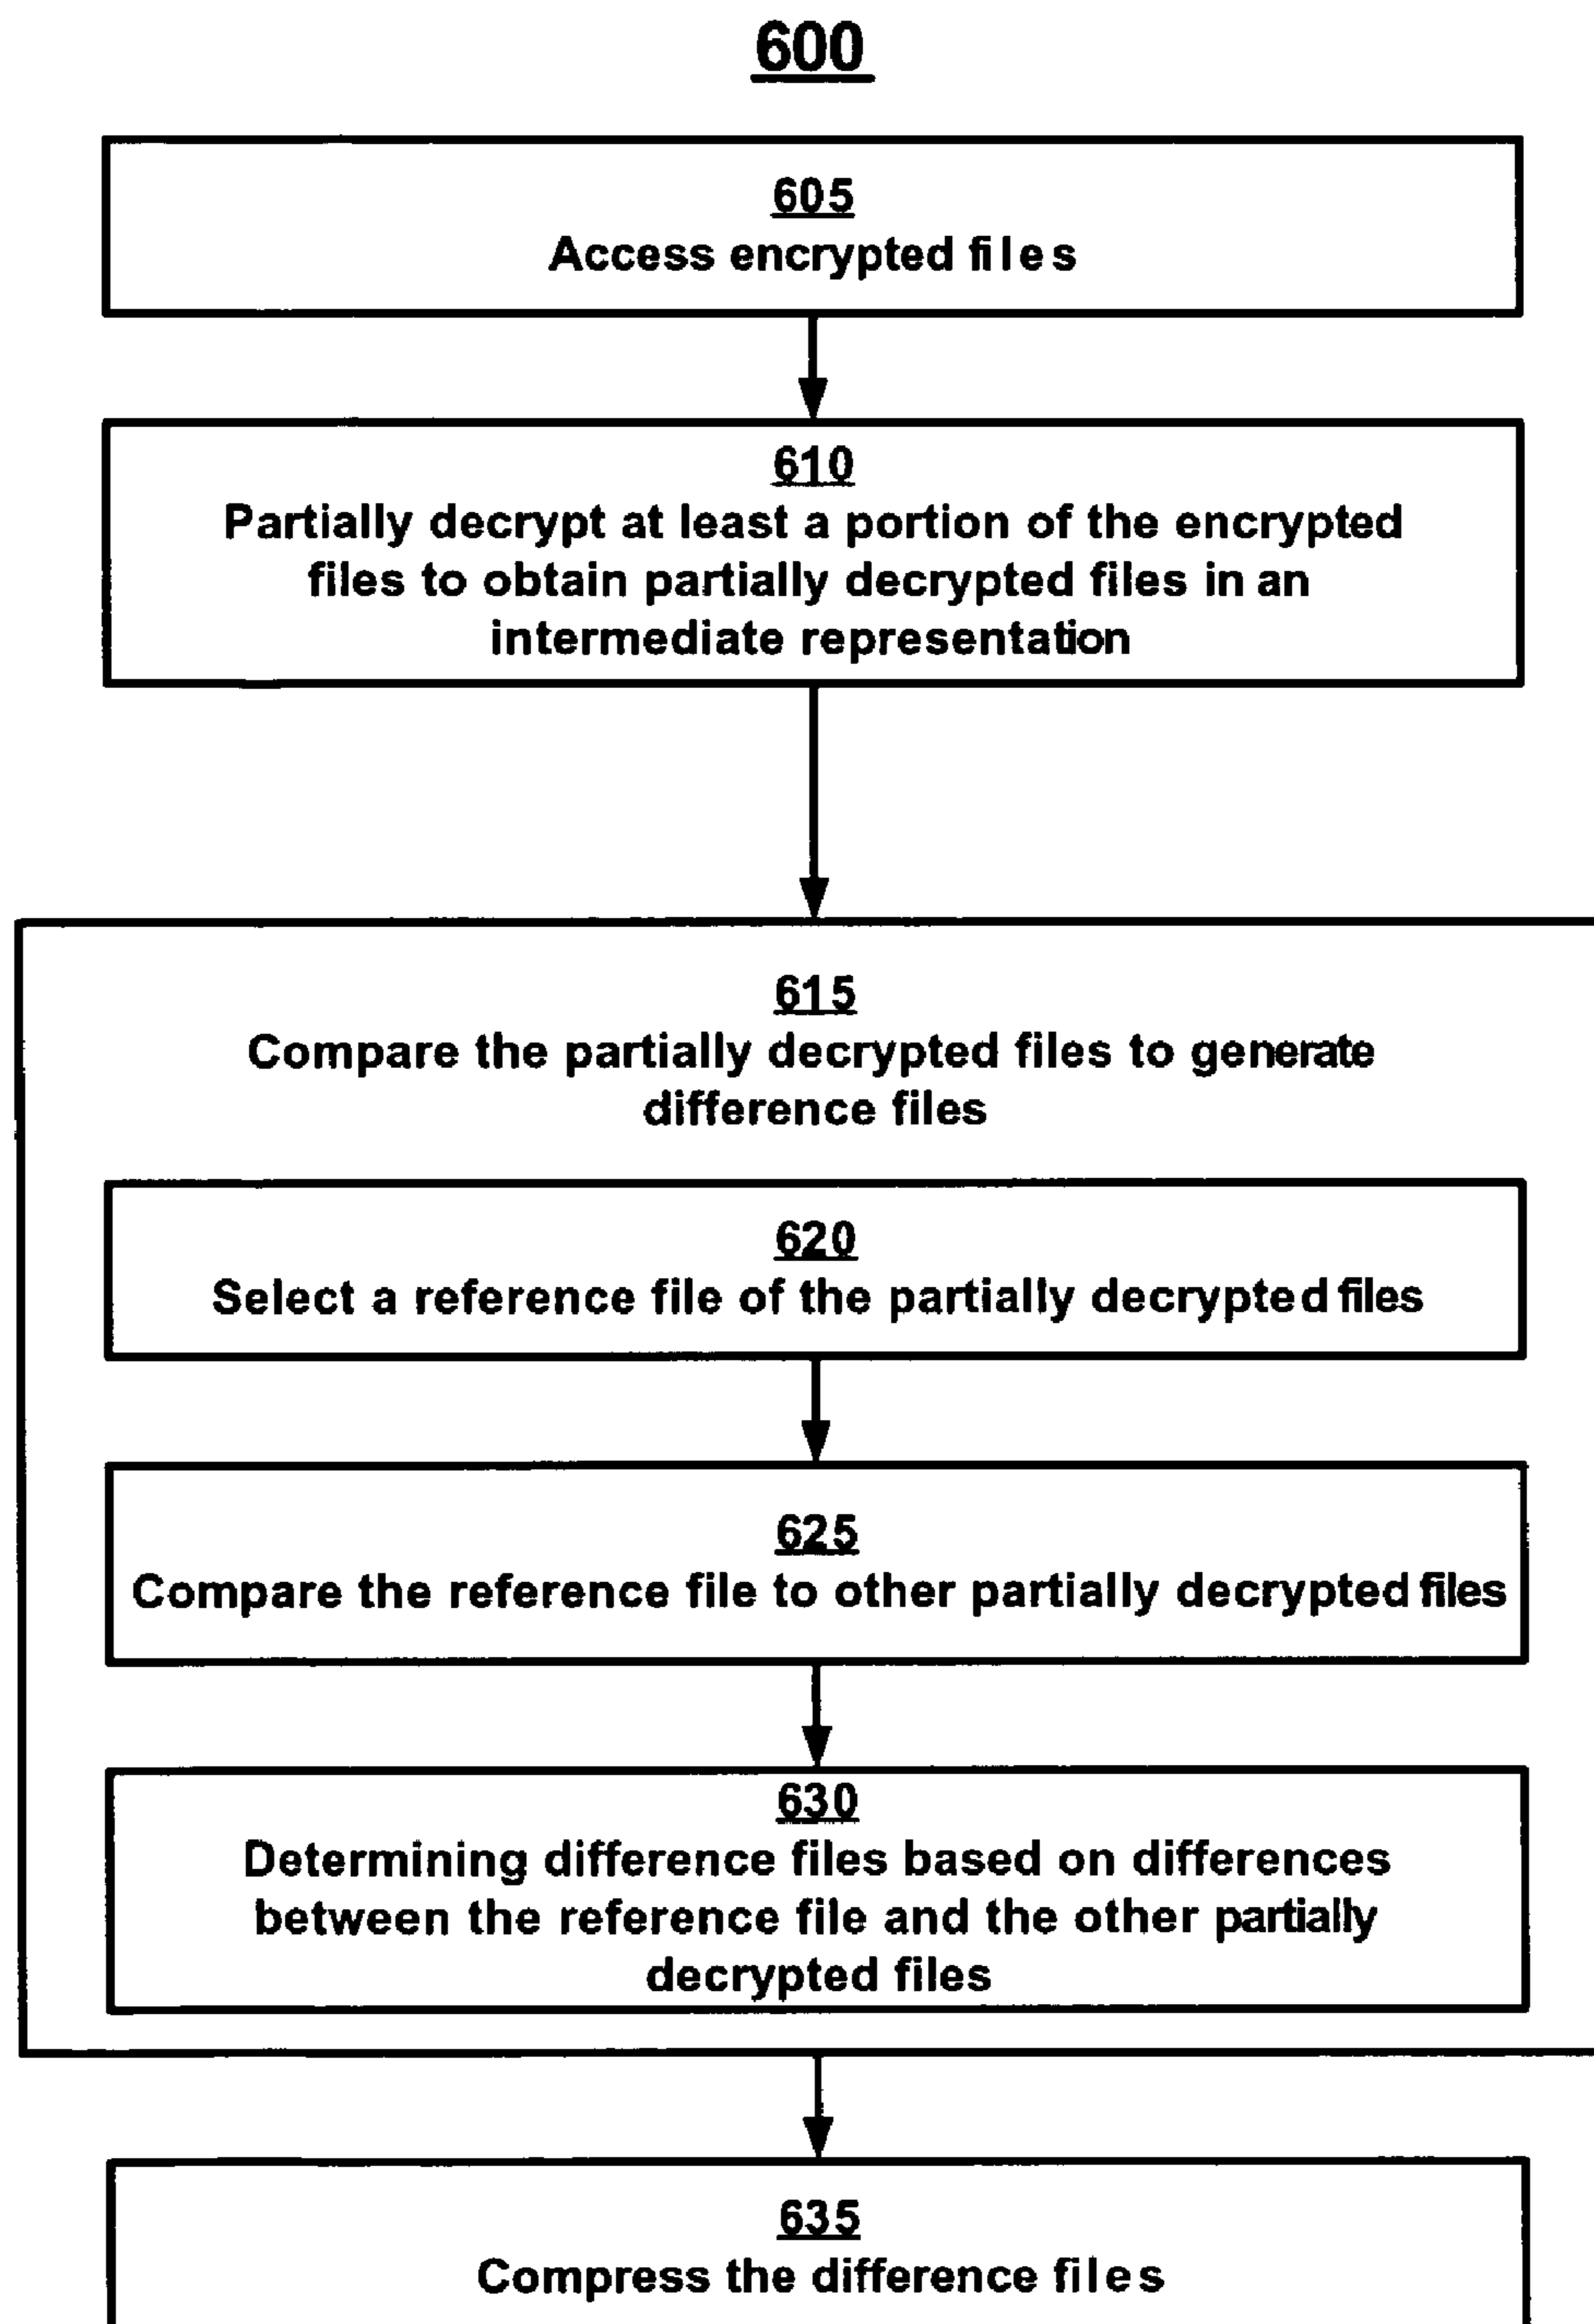 600
605
Access encrypted files
610
Partially decrypt at least a portion of the encrypted
files to obtain partially decrypted files in an
intermediate representation
615
Compare the partially decrypted files to generate
difference files
620
Select a reference file of the partially decrypted files
625
Compare the reference file to other partially decrypted files
630
Determining difference files based on differences
between the reference file and the other partially
decrypted files
635
Compress the difference files